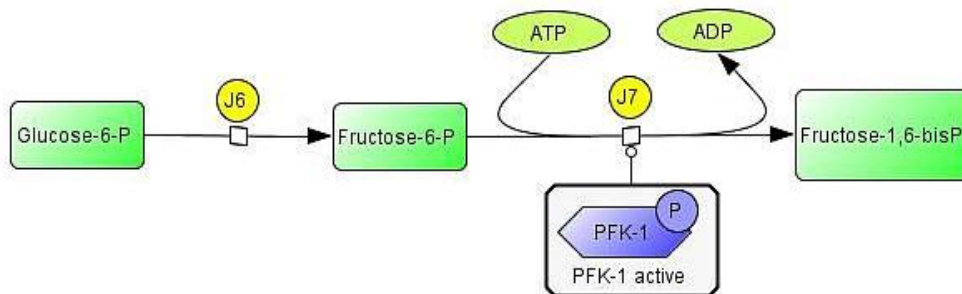 ATP
ADP
J6
J7
Glucose-6-P
Fructose-6-P
Fructose-1,6-bisP
P
PFK-1
PFK-1 active